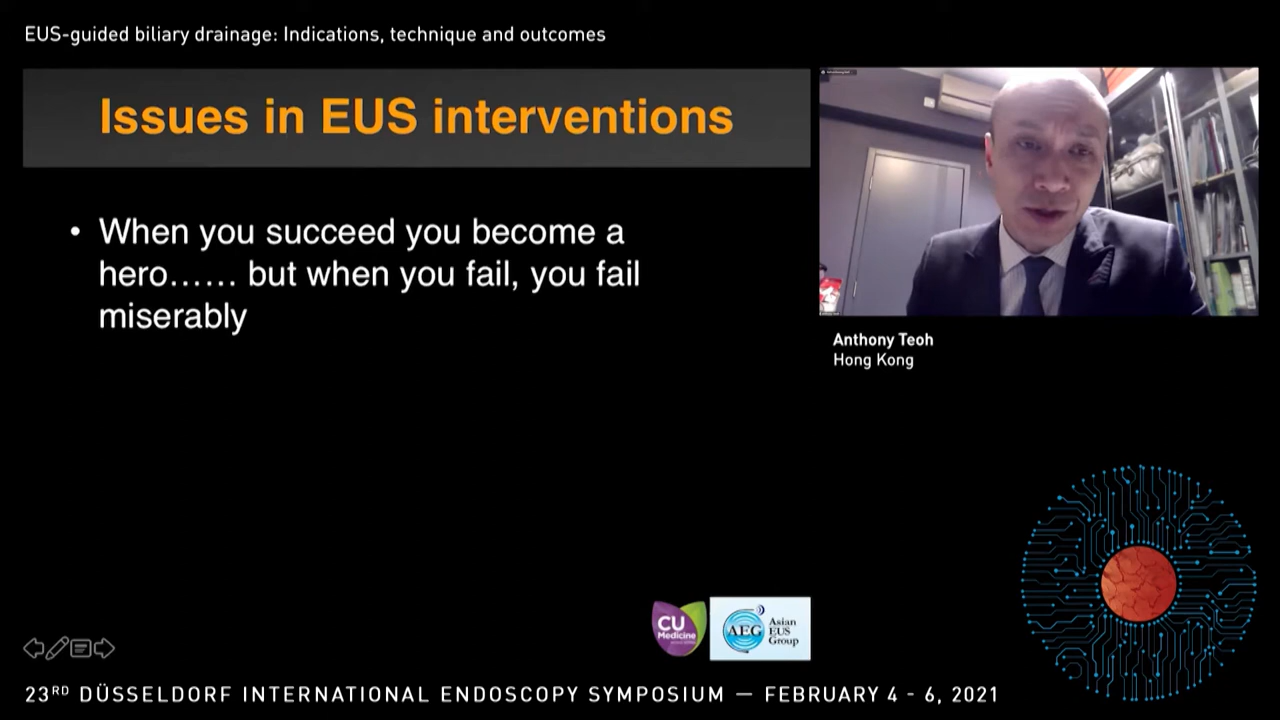 EUS-guided biliary drainage: Indications, technique and outcomes
Issues in EUS interventions
• When you succeed you become a
hero…… but when you fail, you fail
miserably
Anthony Teoh
Hong Kong
CU
Medicine
AEG
Asian
EUS
Group
23RD DÜSSELDORF INTERNATIONAL ENDOSCOPY SYMPOSIUM — FEBRUARY 4 - 6, 2021